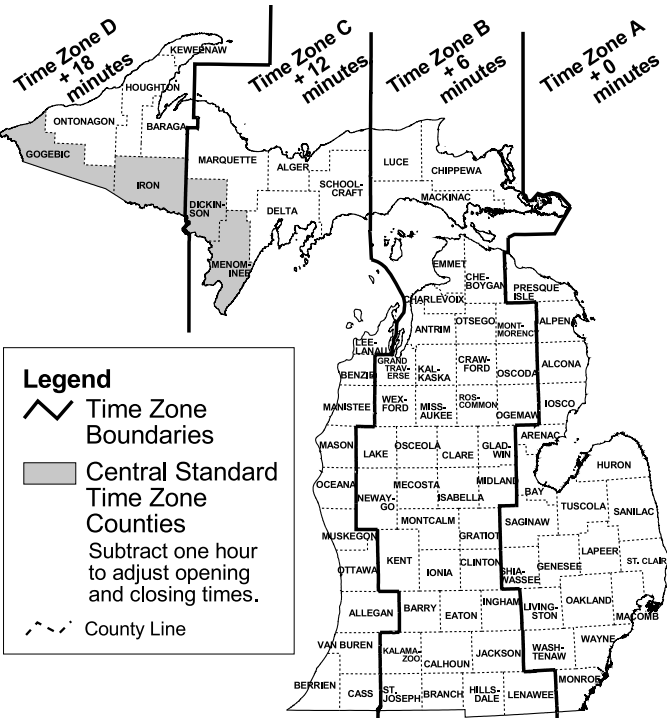 Time Zone D
+ 18
minutes
Time Zone C
+ 12
minutes
Time Zone B
+ 6
minutes
Time Zone A
+ 0
minutes
KEWEENAW
HOUGHTON
ONTONAGON
BARAGA
GOGEBIC
IRON
MARQUETTE
ALGER
LUCE
CHIPPEWA
SCHOOL-
CRAFT
MACKINAC
DICKIN-
SON
DELTA
MENOM-
INEE
EMMET
CHE-
BOYGAN
PRESQUE
ISLE
CHARLEVOIX
ANTRIM
OTSEGO
MONT-
MORENCY
ALPENA
LEE-
LANAU
GRAND
TRAV-
ERSE
KAL-
KASKA
CRAW-
FORD
OSCODA
ALCONA
BENZIE
MANISTEE
WEX-
FORD
MISS-
AUKEE
ROS-
COMMON
OGEMAW
IOSCO
ARENAC
MASON
LAKE
OSCEOLA
CLARE
GLAD-
WIN
HURON
OCEANA
NEWAY-
GO
MECOSTA
ISABELLA
MIDLAND
BAY
TUSCOLA
SANILAC
MONTCALM
GRATIOT
SAGINAW
MUSKEGON
KENT
IONIA
CLINTON
SHIA-
WASSEE
GENESEE
LAPEER
ST. CLAIR
OTTAWA
ALLEGAN
BARRY
EATON
INGHAM
LIVING-
STON
OAKLAND
MACOMB
VAN BUREN
KALAMA-
ZOO
CALHOUN
JACKSON
WASH-
TENAW
WAYNE
BERRIEN
CASS
ST.
JOSEPH
BRANCH
HILLS-
DALE
LENAWEE
MONROE
Legend
Time Zone
Boundaries
Central Standard
Time Zone
Counties
Subtract one hour
to adjust opening
and closing times.
County Line